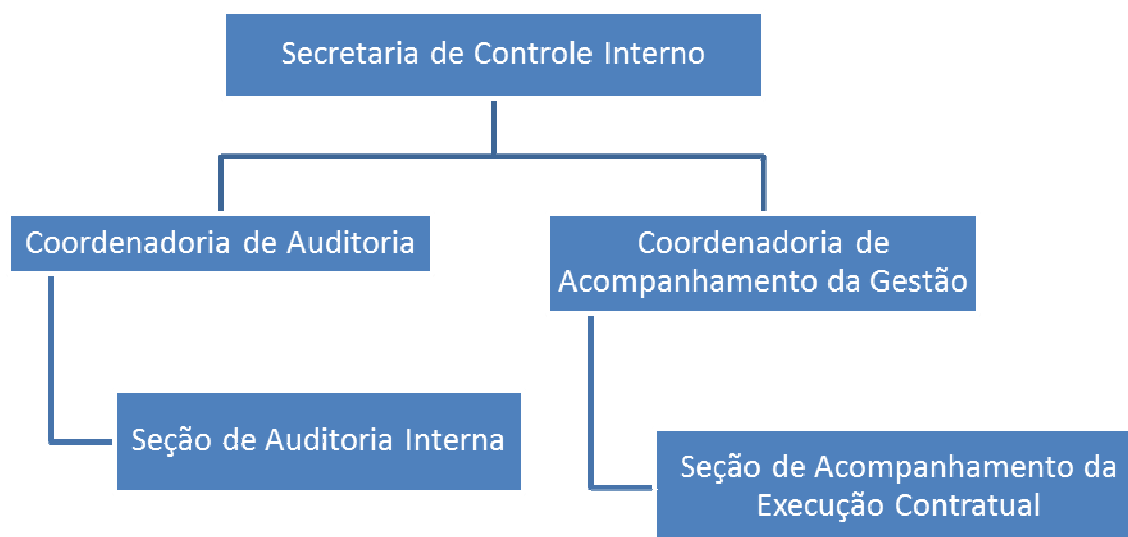 Secretaria de Controle Interno
Coordenadoria de Auditoria
Coordenadoria de
Acompanhamento da Gestão
Seção de Auditoria Interna
Seção de Acompanhamento da
Execução Contratual